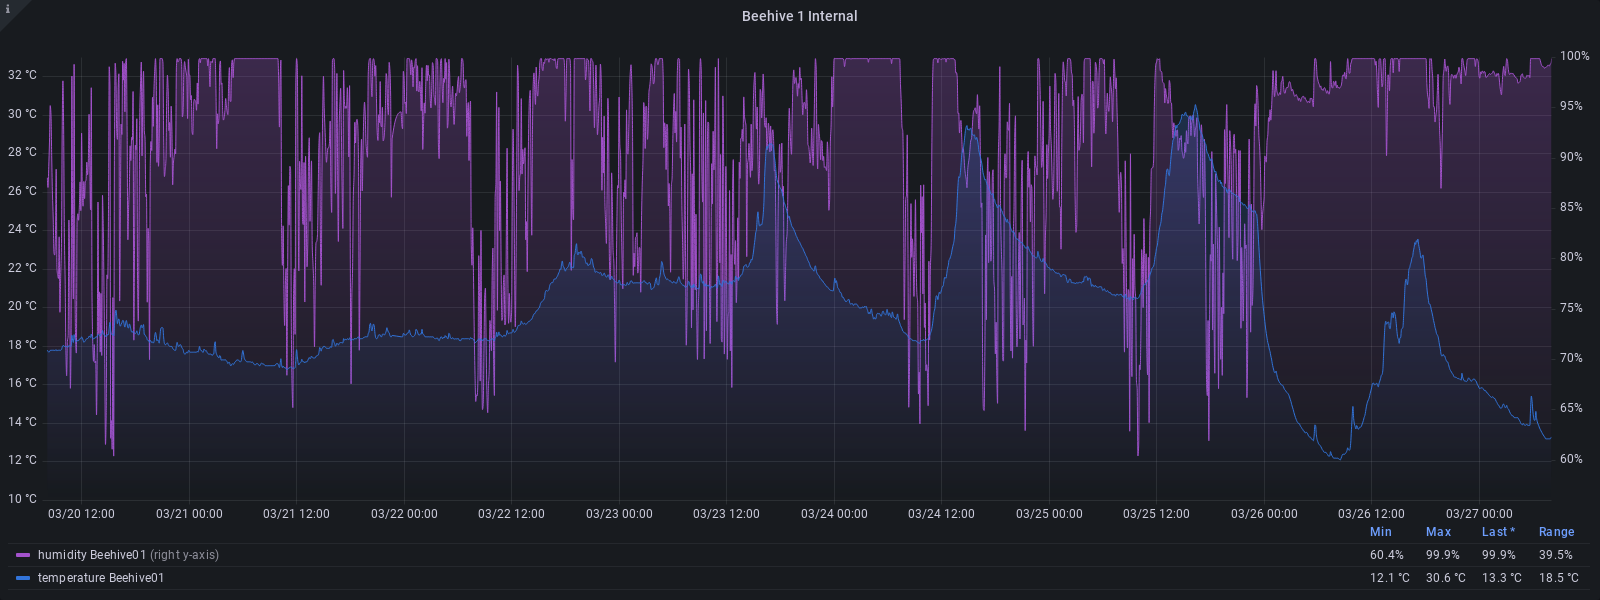 i
Beehive 1 Internal
32 °C
30 °C
28 °C
26 °C
24 °C
22 °C
20 °C
18 °C
16 °C
14 °C
12 °C
10 °C
100%
95%
90%
85%
80%
75%
70%
65%
60%
03/20 12:00 03/21 00:00 03/21 12:00 03/22 00:00 03/22 12:00 03/23 00:00 03/23 12:00 03/24 00:00 03/24 12:00 03/25 00:00 03/25 12:00 03/26 00:00 03/26 12:00 03/27 00:00
Min Max Last * Range
humidity Beehive01 (right y-axis) 60.4% 99.9% 99.9% 39.5%
temperature Beehive01 12.1 °C 30.6 °C 13.3 °C 18.5 °C